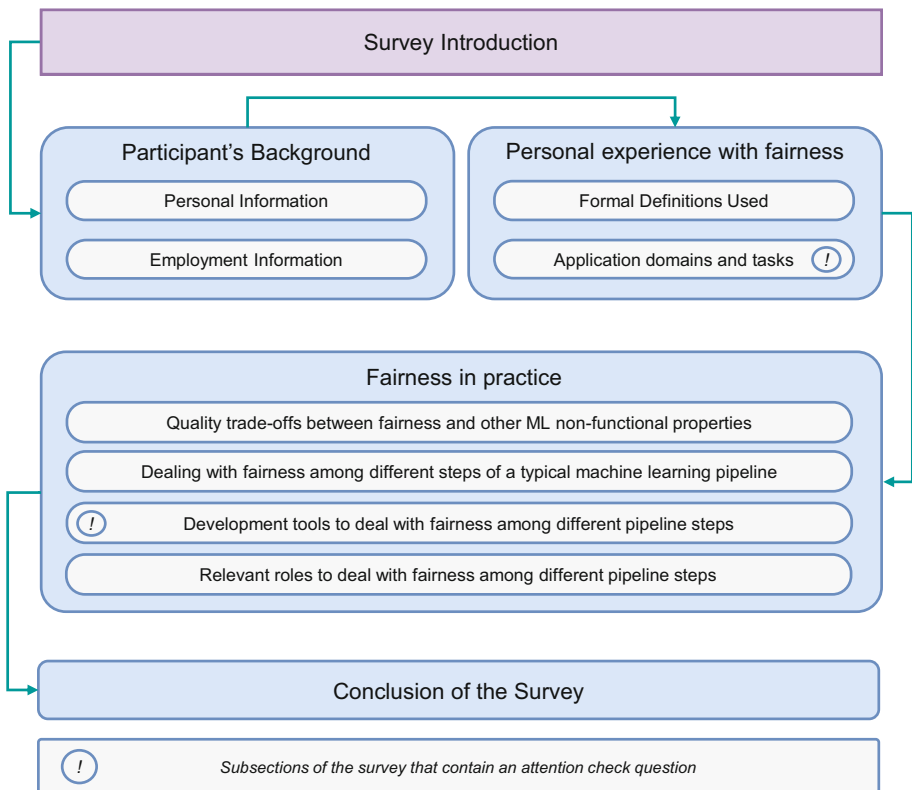 Survey Introduction
Participant's Background
Personal Information
Employment Information
Personal experience with fairness
Formal Definitions Used
Application domains and tasks !
Fairness in practice
Quality trade-offs between fairness and other ML non-functional properties
Dealing with fairness among different steps of a typical machine learning pipeline
! Development tools to deal with fairness among different pipeline steps
Relevant roles to deal with fairness among different pipeline steps
Conclusion of the Survey
! Subsections of the survey that contain an attention check question